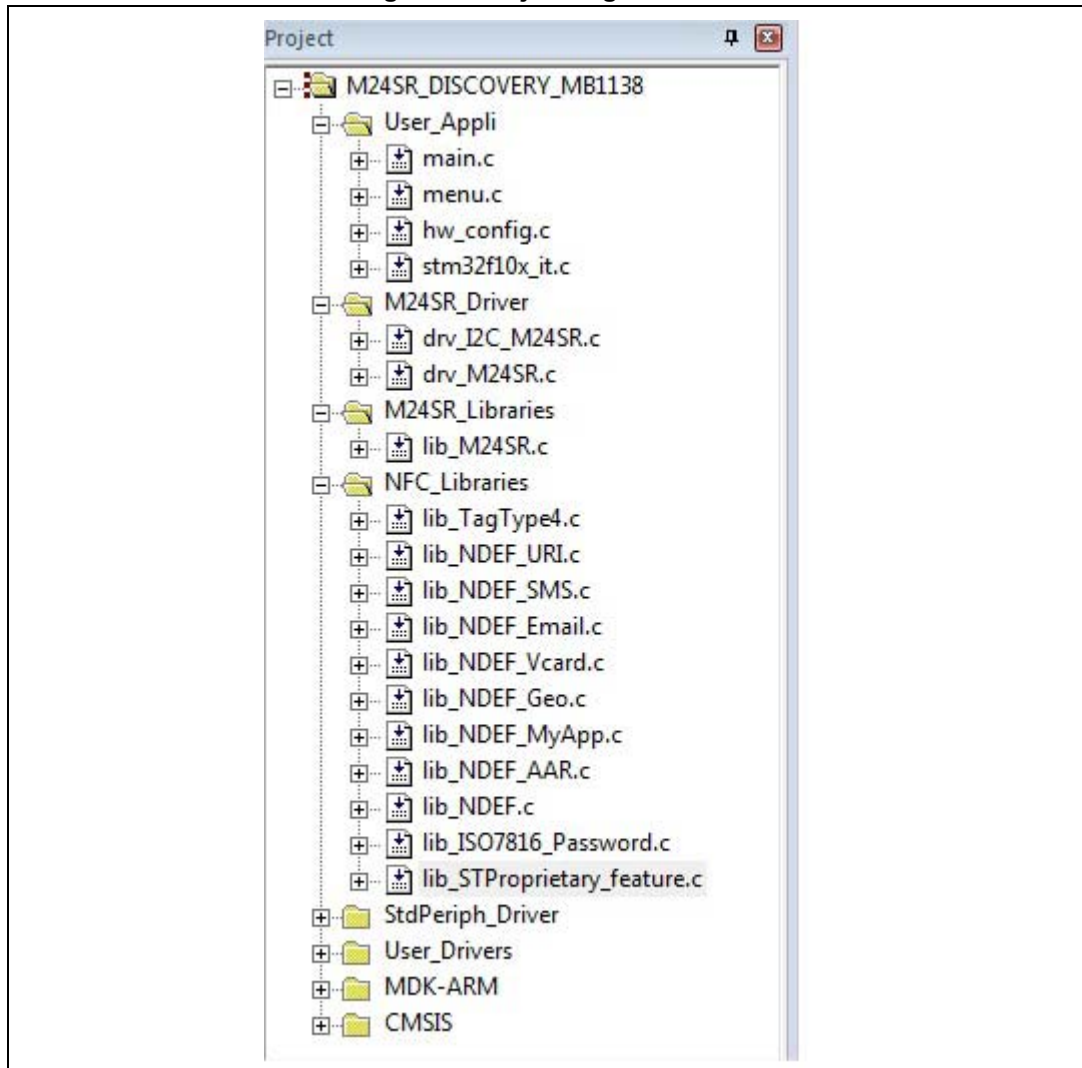 Project
M24SR_DISCOVERY_MB1138
User_Appli
main.c
menu.c
hw_config.c
stm32f10x_it.c
M24SR_Driver
drv_I2C_M24SR.c
drv_M24SR.c
M24SR_Libraries
lib_M24SR.c
NFC_Libraries
lib_TagType4.c
lib_NDEF_URI.c
lib_NDEF_SMS.c
lib_NDEF_Email.c
lib_NDEF_Vcard.c
lib_NDEF_Geo.c
lib_NDEF_MyApp.c
lib_NDEF_AAR.c
lib_NDEF.c
lib_ISO7816_Password.c
lib_STProprietary_feature.c
StdPeriph_Driver
User_Drivers
MDK-ARM
CMSIS